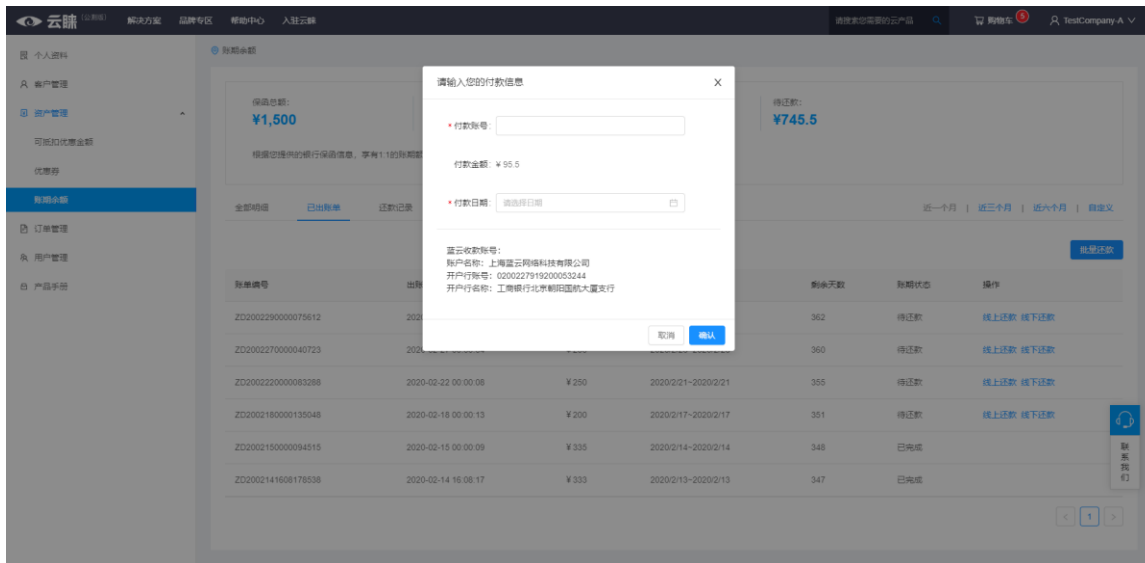 云睐 (公测版) 解决方案 品牌专区 帮助中心 入驻云睐 请搜索您需要的云产品 购物车 5 TestCompany-A
个人资料
客户管理
资产管理
可抵扣优惠金额
优惠券
账期余额
订单管理
用户管理
产品手册
账期余额
保函总额:
¥1,500
待还款:
¥745.5
根据您提供的银行保函信息，享有1:1的账期额
请输入您的付款信息 X
* 付款账号:
付款金额: ¥ 95.5
* 付款日期: 请选择日期
蓝云收款账号:
账户名称: 上海蓝云网络科技有限公司
开户行账号: 0200227919200053244
开户行名称: 工商银行北京朝阳国航大厦支行
取消 确认
全部明细 已出账单 还款记录 近一个月 | 近三个月 | 近六个月 | 自定义
批量还款
账单编号 出账 剩余天数 账期状态 操作
ZD2002290000075612 202 362 待还款 线上还款 线下还款
ZD2002270000040723 360 待还款 线上还款 线下还款
ZD2002220000083288 2020-02-22 00:00:08 ¥ 250 2020/2/21~2020/2/21 355 待还款 线上还款 线下还款
ZD2002180000135048 2020-02-18 00:00:13 ¥ 200 2020/2/17~2020/2/17 351 待还款 线上还款 线下还款
ZD2002150000094515 2020-02-15 00:00:09 ¥ 335 2020/2/14~2020/2/14 348 已完成
ZD2002141608176538 2020-02-14 16:08:17 ¥ 333 2020/2/13~2020/2/13 347 已完成
< 1 >
联系我们